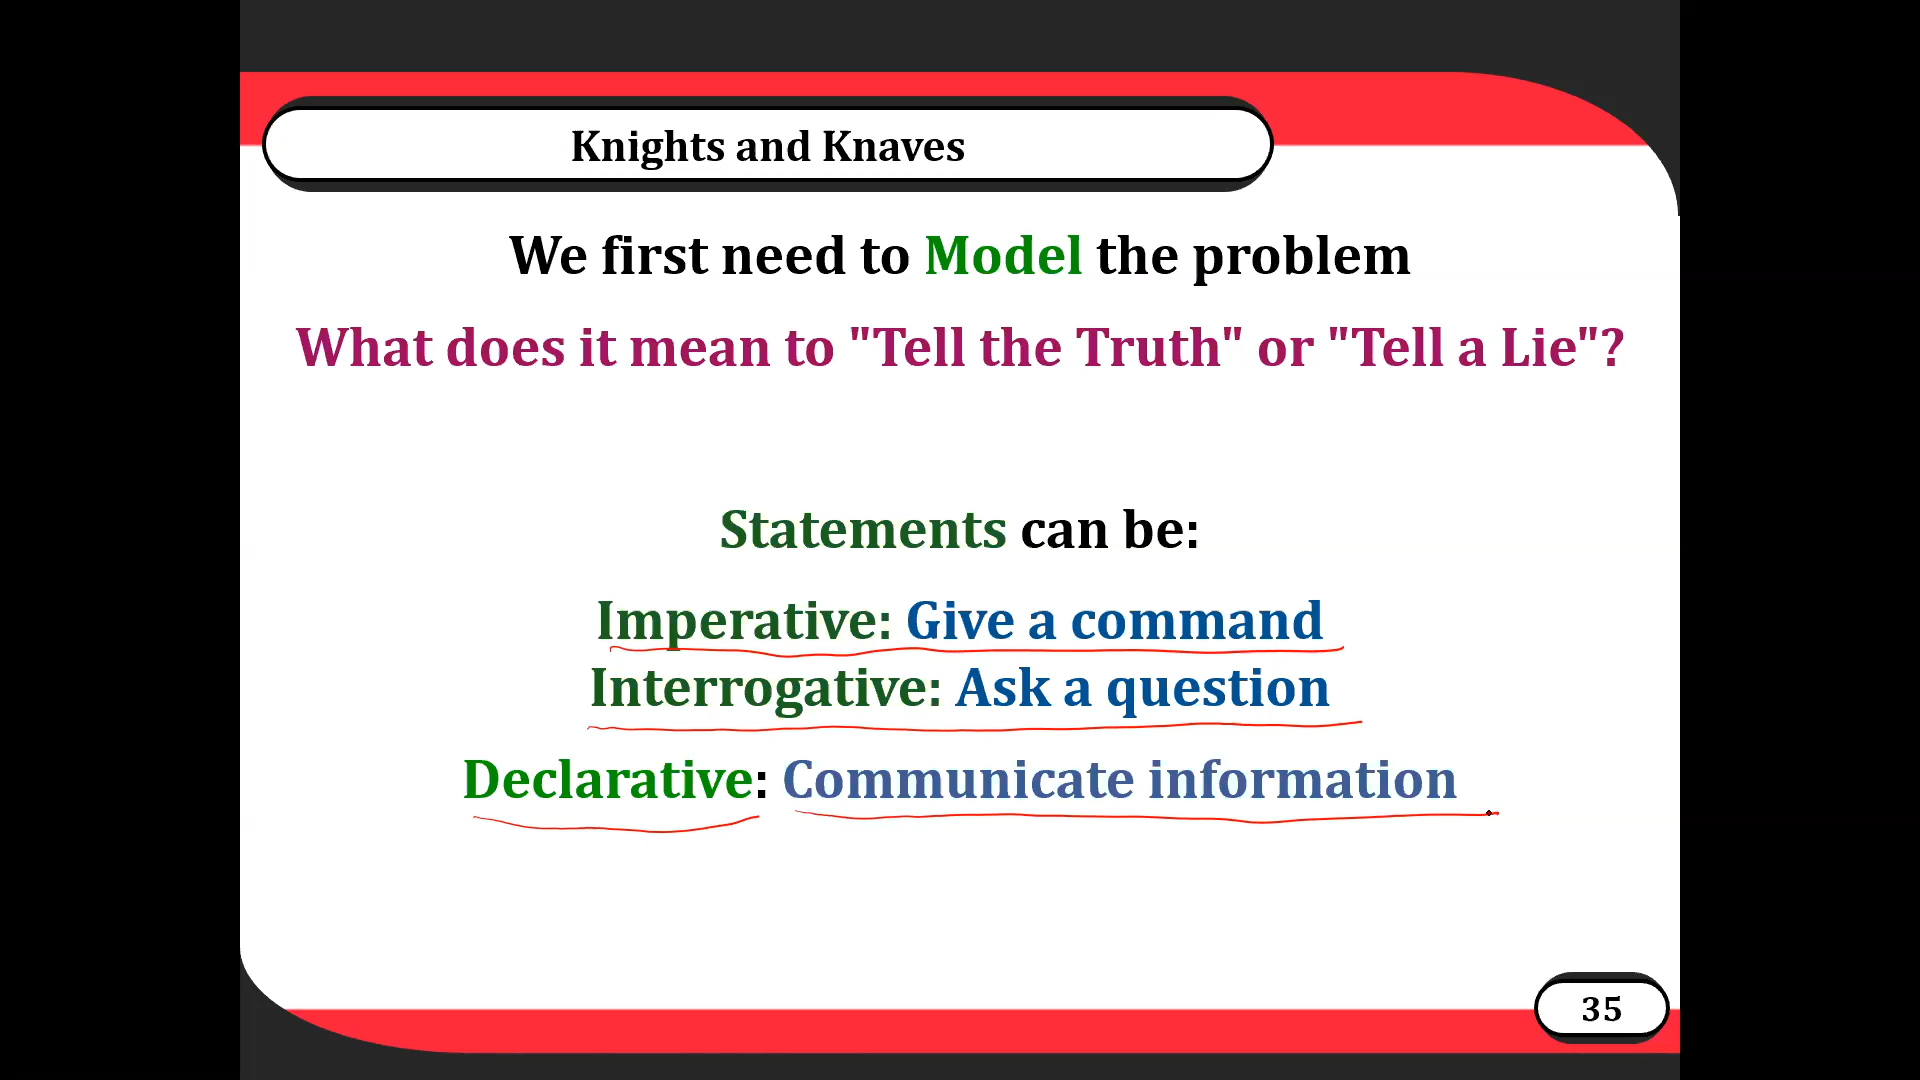 Knights and Knaves
We first need to Model the problem
What does it mean to "Tell the Truth" or "Tell a Lie"?
Statements can be:
Imperative: Give a command
Interrogative: Ask a question
Declarative: Communicate information
35